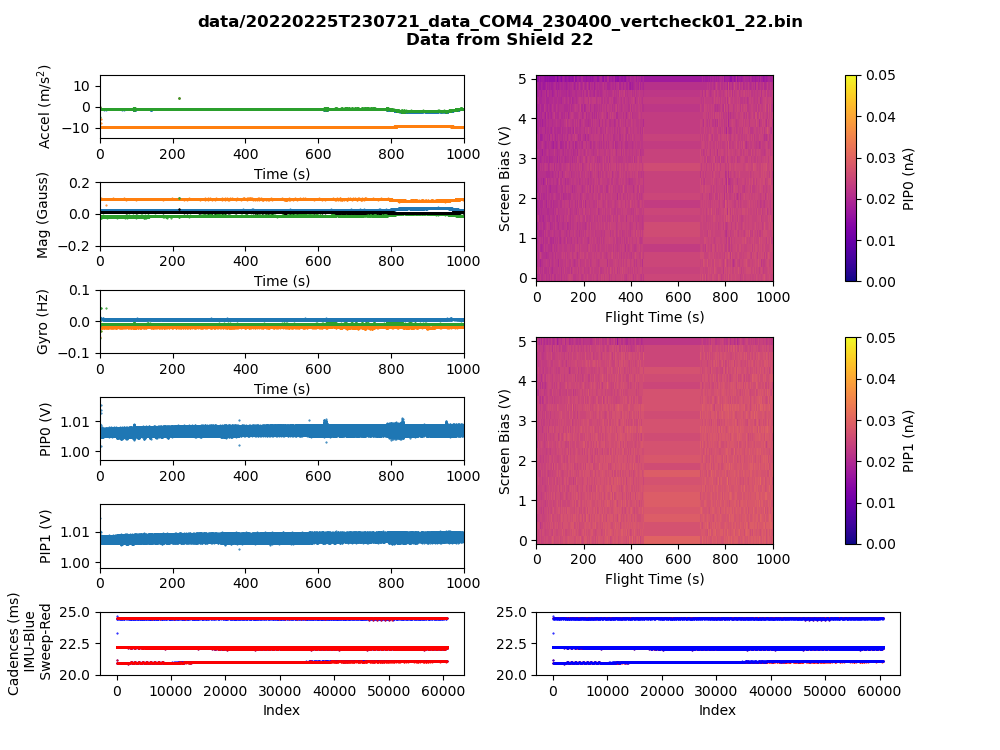 data/20220225T230721_data_COM4_230400_vertcheck01_22.bin
Data from Shield 22
Accel (m/s²)
10
0
−10
0 200 400 600 800 1000
Time (s)
Mag (Gauss)
0.2
0.0
−0.2
0 200 400 600 800 1000
Time (s)
Gyro (Hz)
0.1
0.0
−0.1
0 200 400 600 800 1000
Time (s)
PIP0 (V)
1.01
1.00
0 200 400 600 800 1000
PIP1 (V)
1.01
1.00
0 200 400 600 800 1000
Cadences (ms)
IMU-Blue
Sweep-Red
25.0
22.5
20.0
0 10000 20000 30000 40000 50000 60000
Index
Screen Bias (V)
5
4
3
2
1
0
0 200 400 600 800 1000
Flight Time (s)
0.05
0.04
0.03
0.02
0.01
0.00
PIP0 (nA)
Screen Bias (V)
5
4
3
2
1
0
0 200 400 600 800 1000
Flight Time (s)
0.05
0.04
0.03
0.02
0.01
0.00
PIP1 (nA)
25.0
22.5
20.0
0 10000 20000 30000 40000 50000 60000
Index